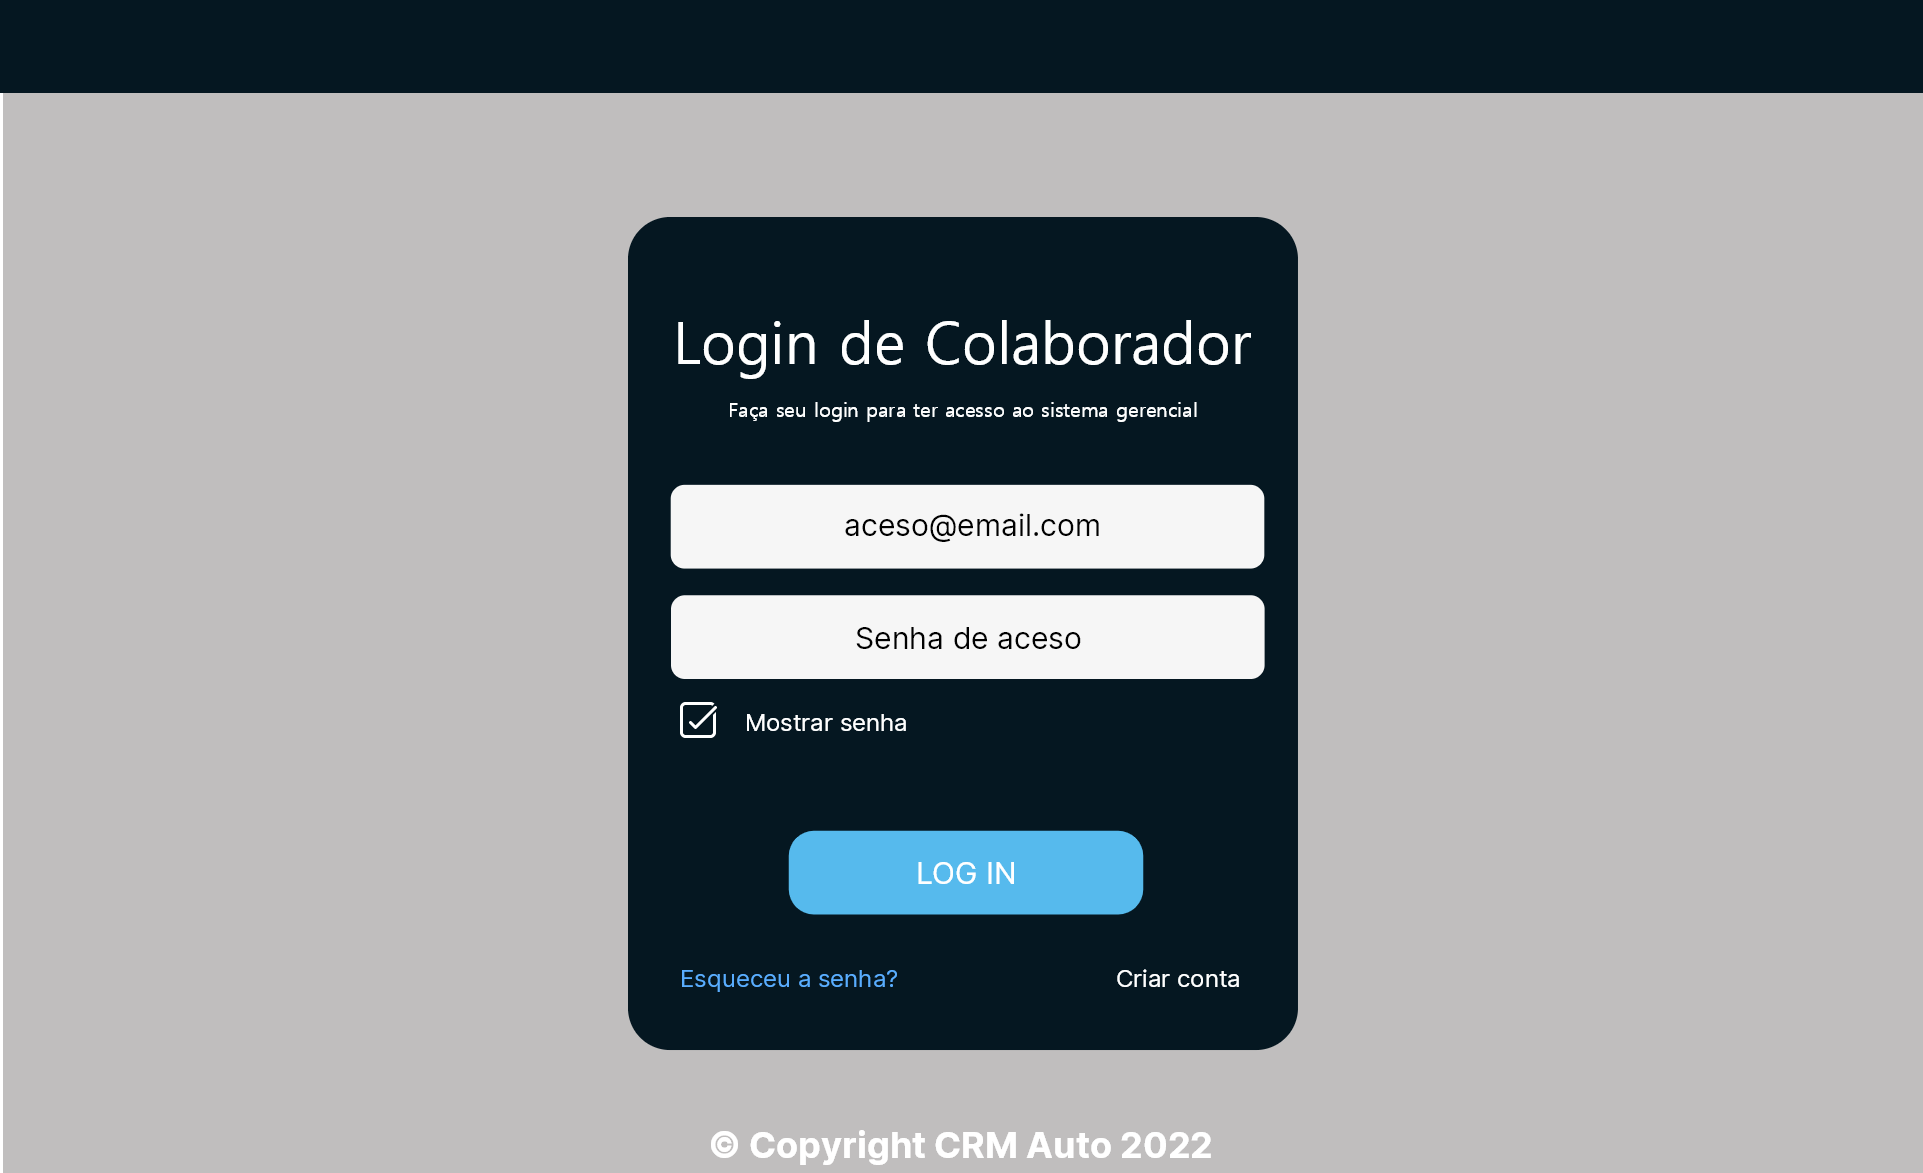 Login de Colaborador
Faça seu login para ter acesso ao sistema gerencial
aceso@email.com
Senha de aceso
Mostrar senha
LOG IN
Esqueceu a senha?
Criar conta
© Copyright CRM Auto 2022